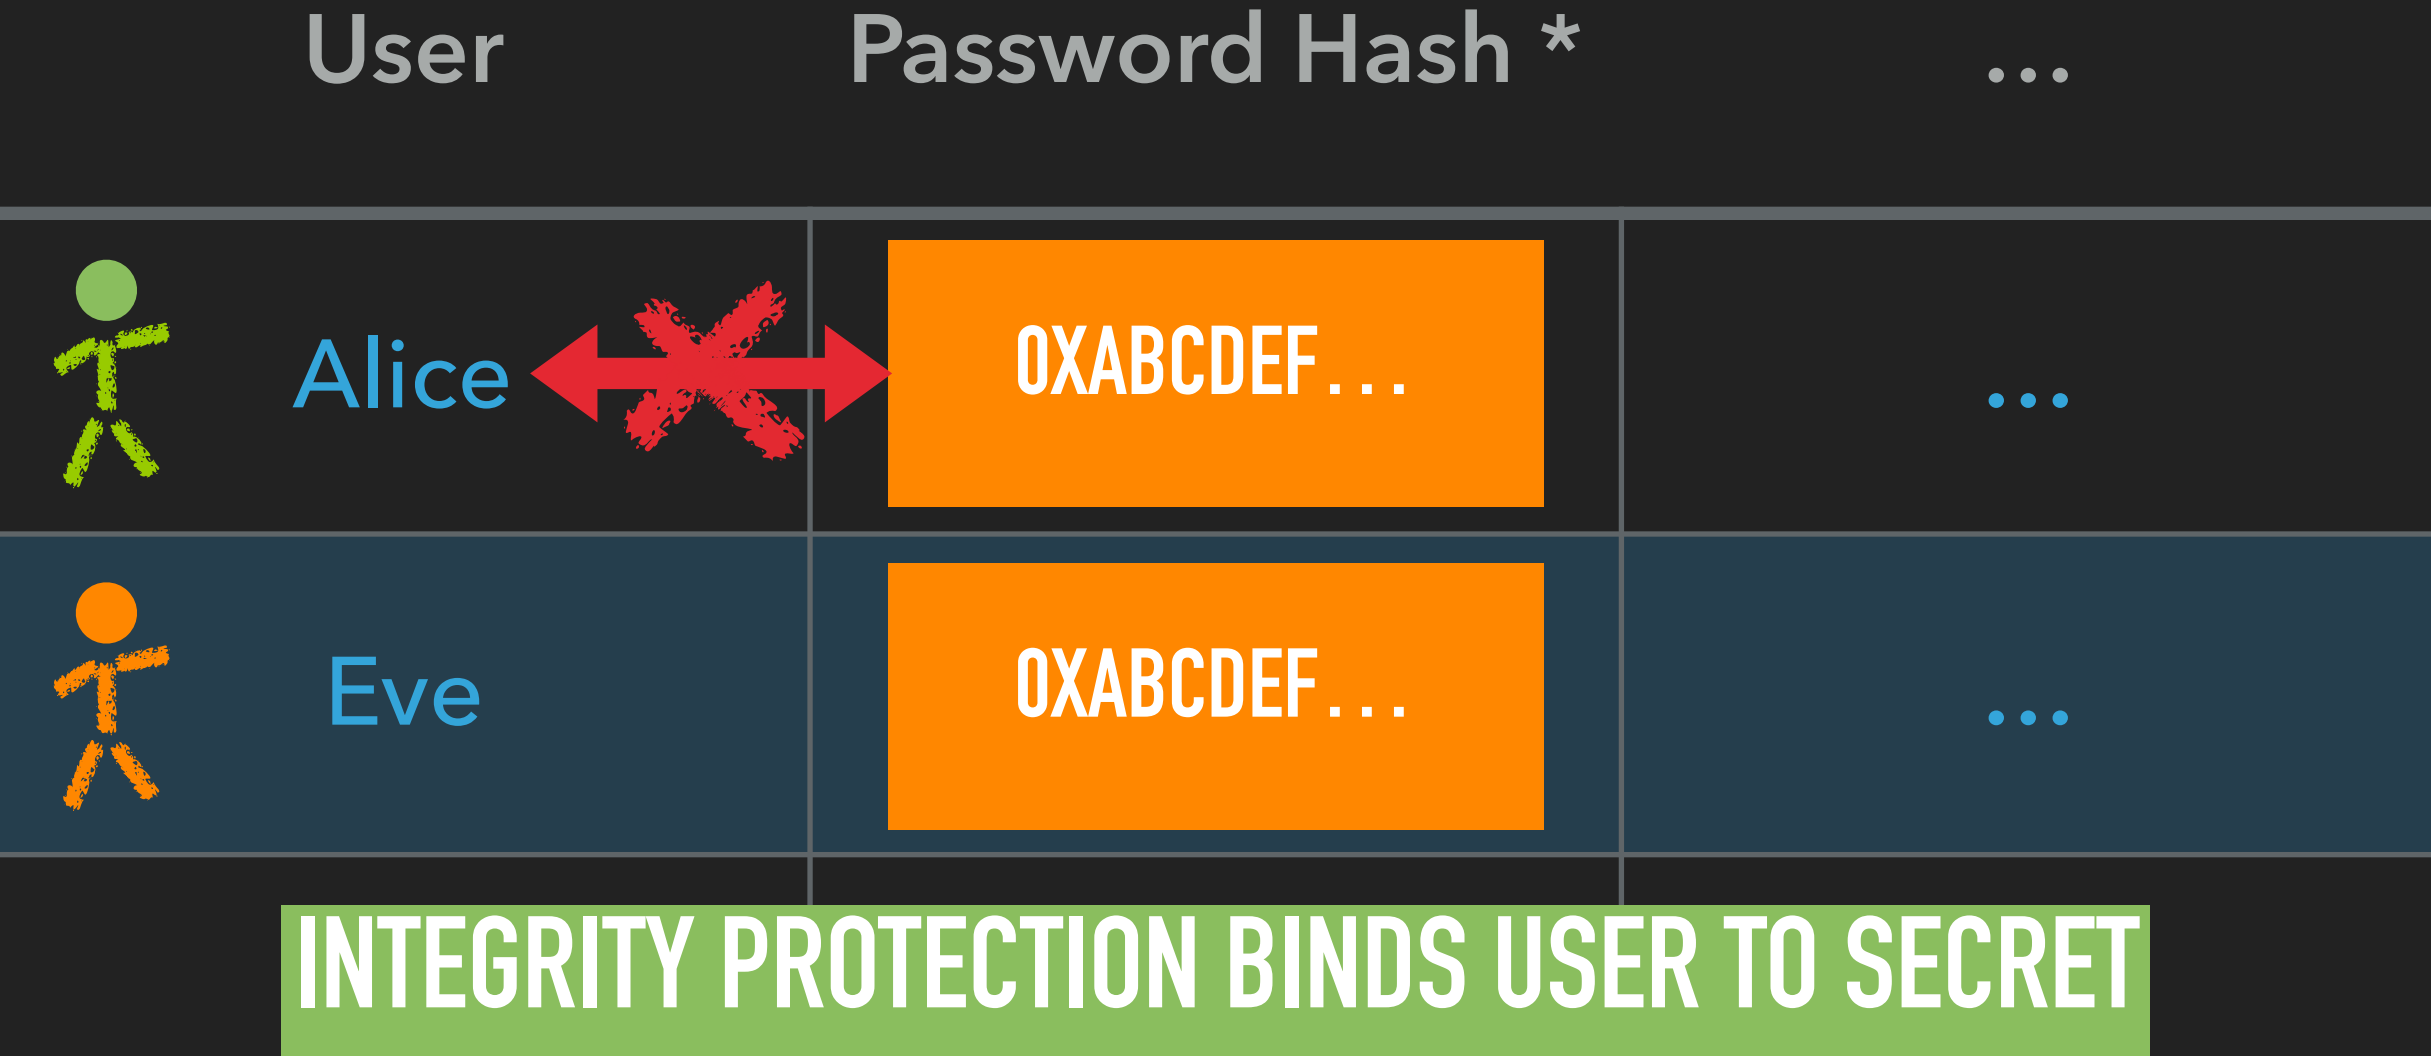 User Password Hash * ...
Alice 0XABCDEF... ...
Eve 0XABCDEF... ...
INTEGRITY PROTECTION BINDS USER TO SECRET